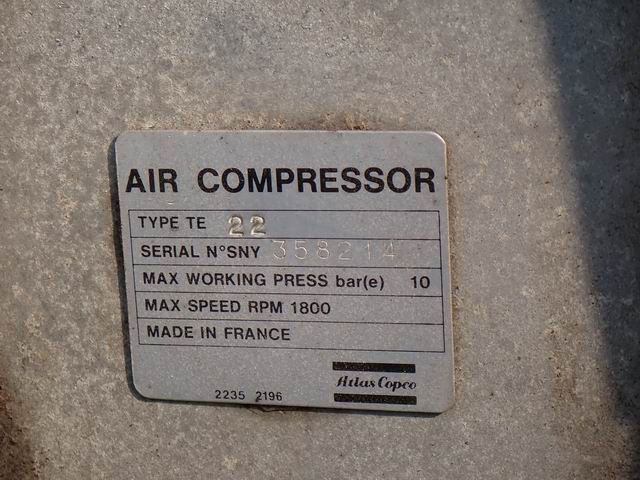 AIR COMPRESSOR
TYPE TE 22
SERIAL N°SNY 358214
MAX WORKING PRESS bar(e) 10
MAX SPEED RPM 1800
MADE IN FRANCE
Atlas Copco
2235 2196